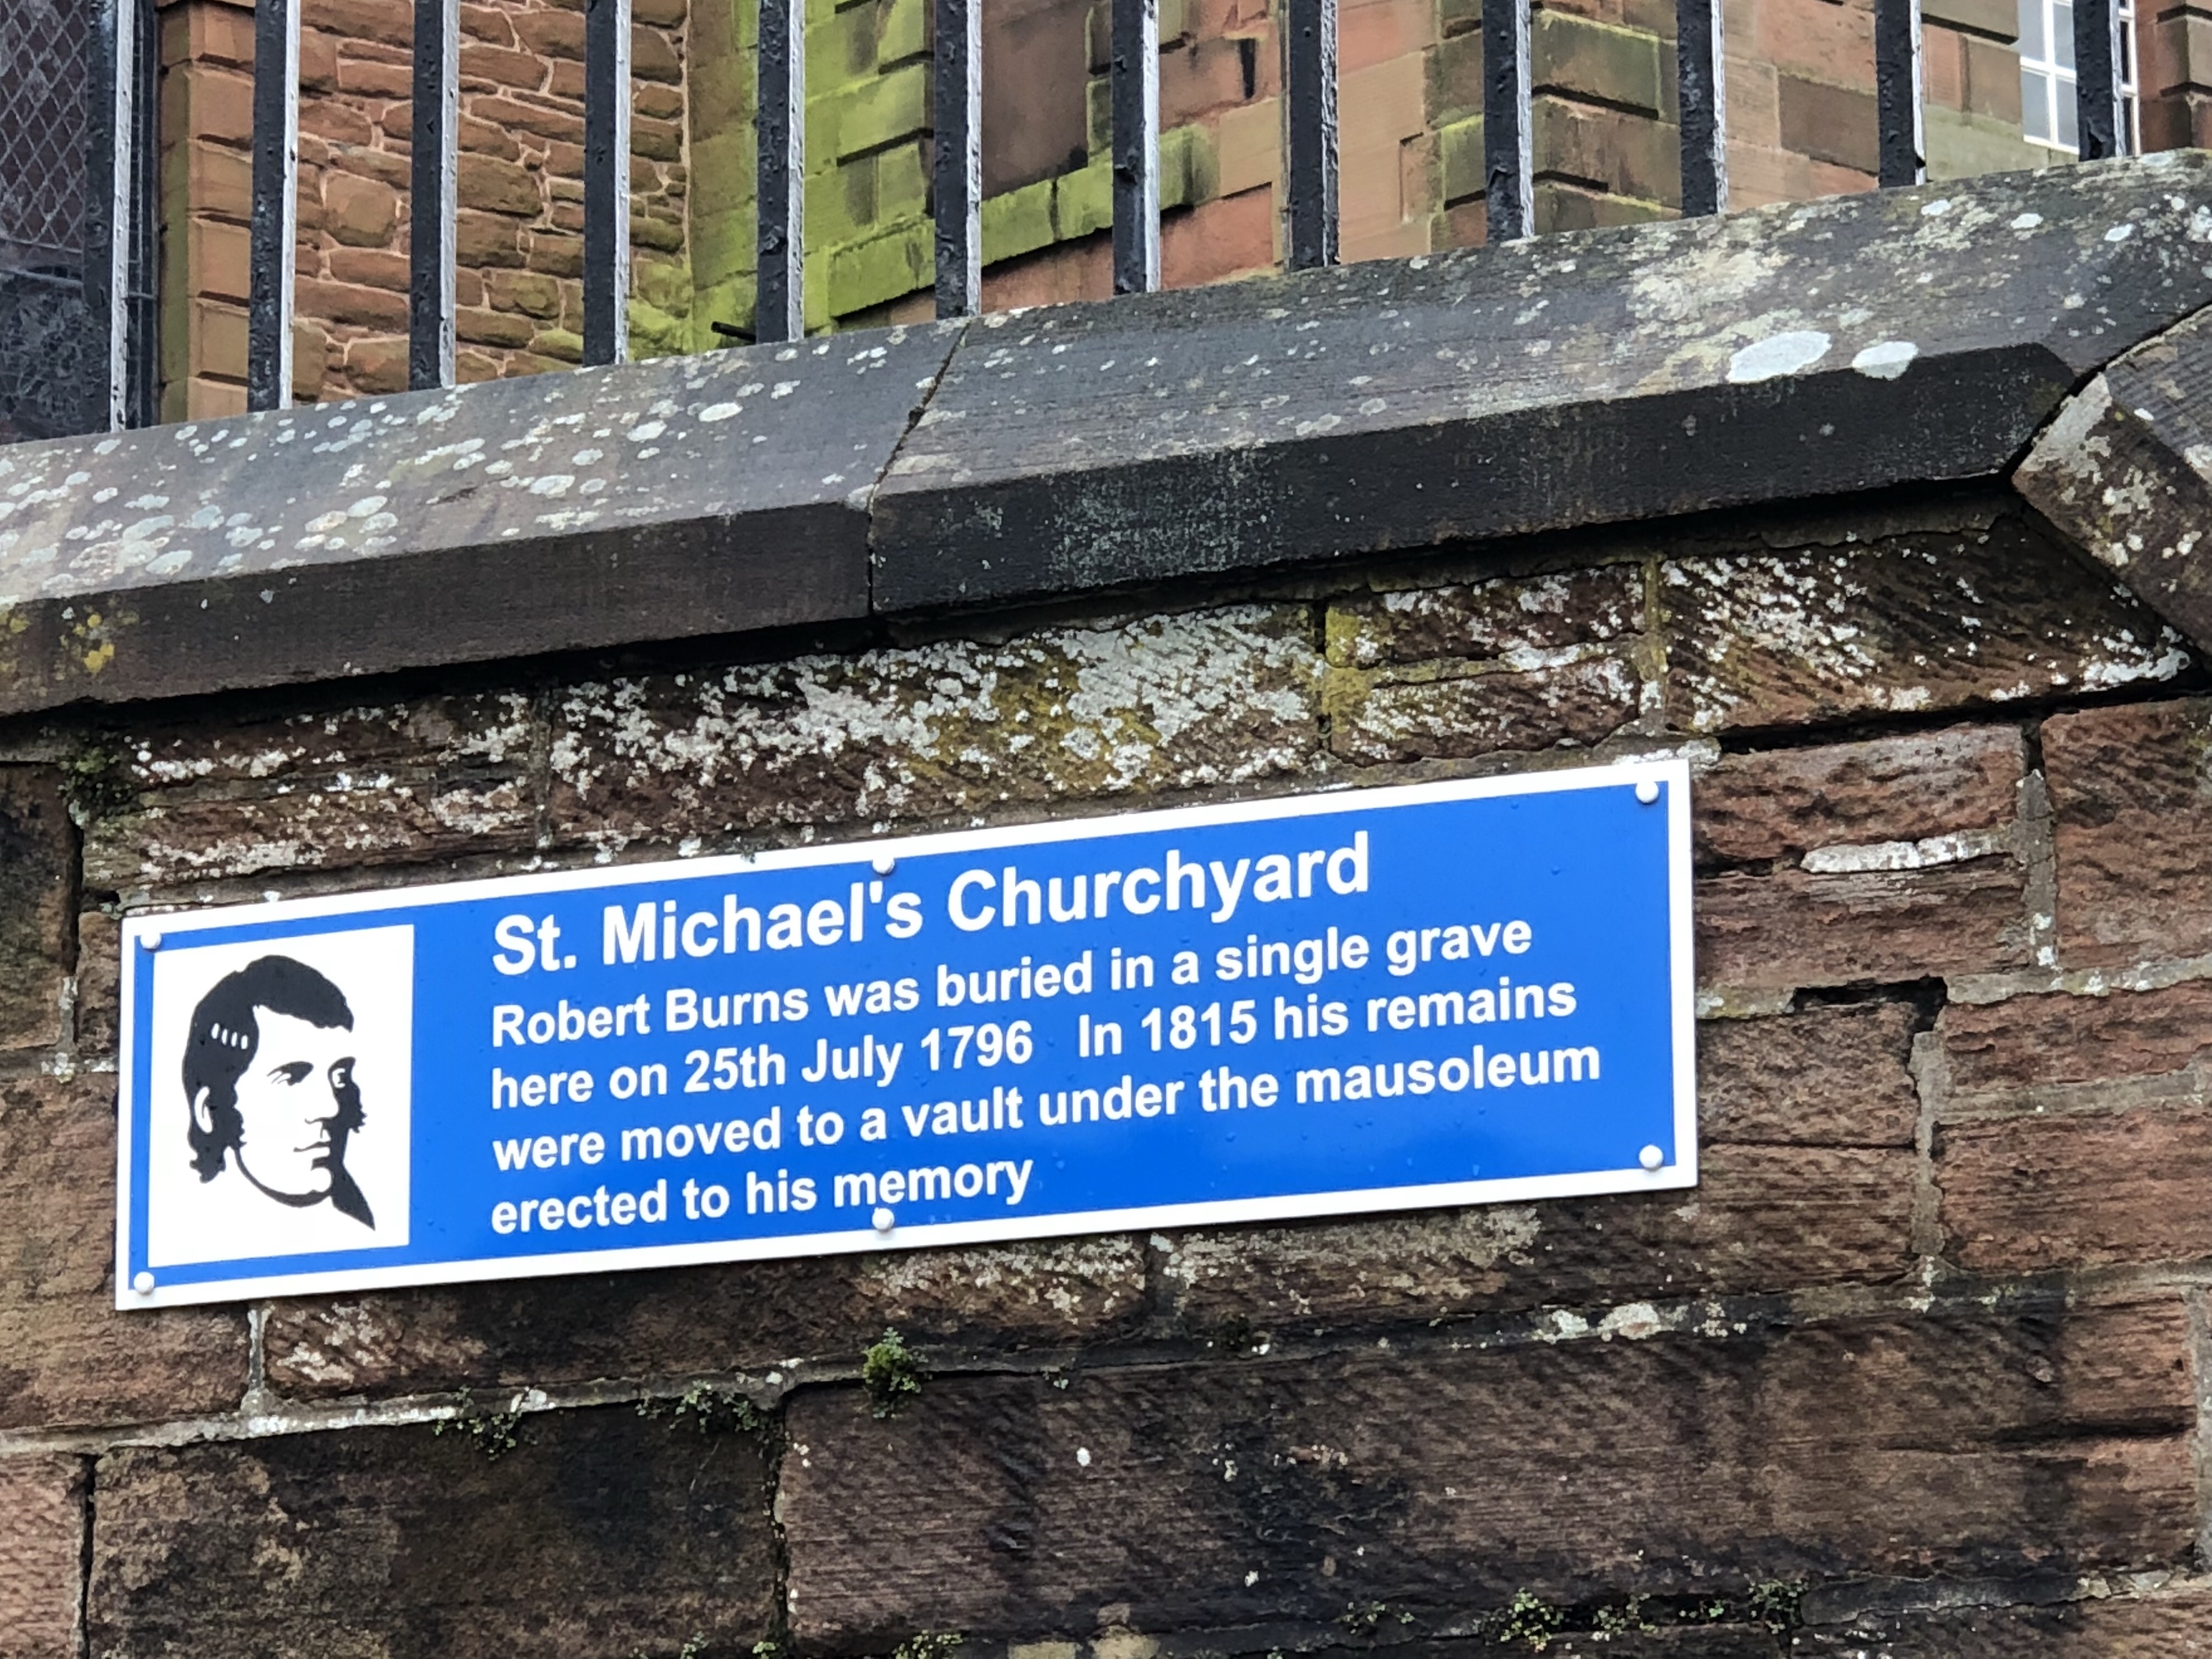 St. Michael's Churchyard
Robert Burns was buried in a single grave
here on 25th July 1796   In 1815 his remains
were moved to a vault under the mausoleum
erected to his memory